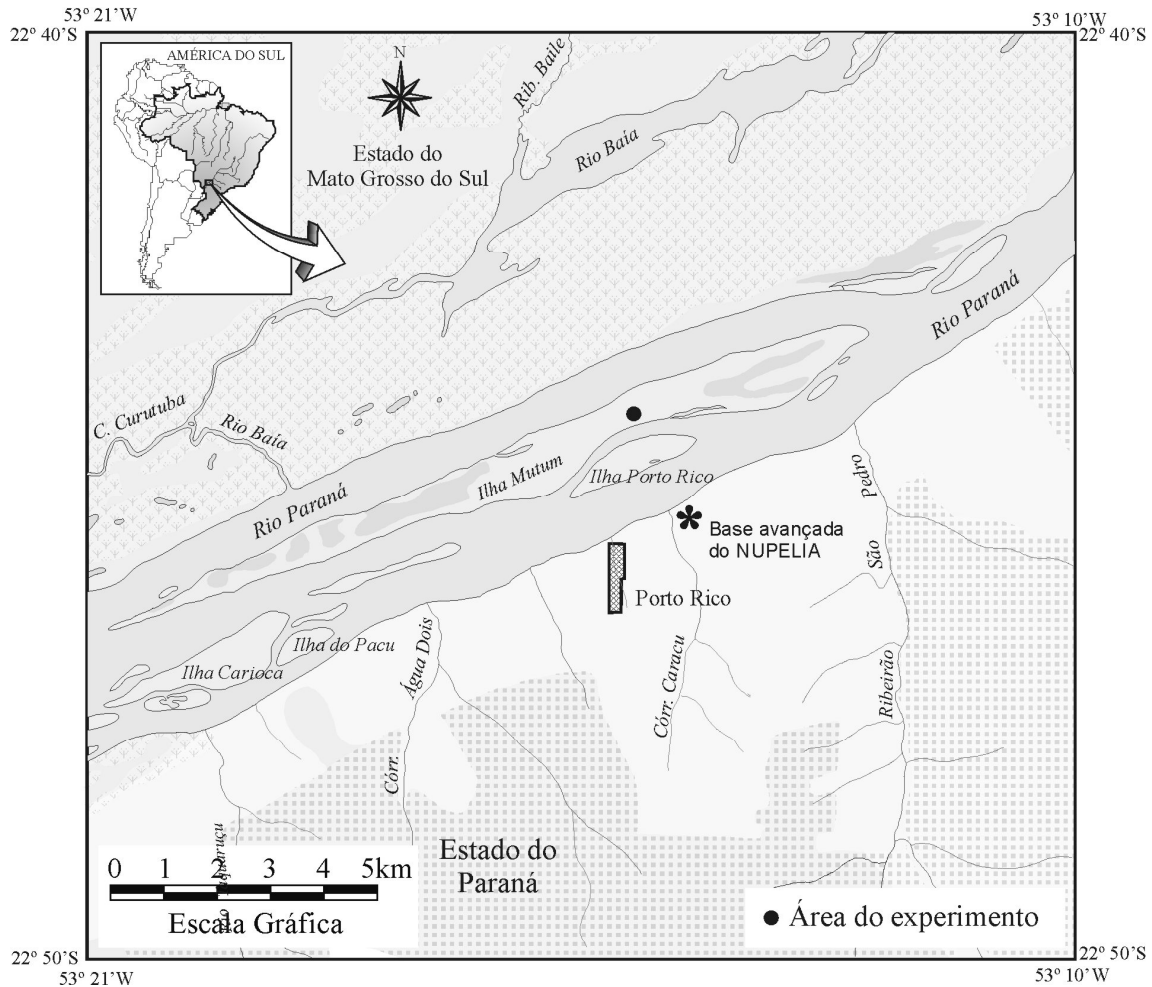 53º 21’W
53º 10’W
22º 40’S
22º 40’S
AMÉRICA DO SUL
N
Estado do
Mato Grosso do Sul
Rib. Baile
Rio Baía
Rio Paraná
C. Curutuba
Rio Baía
Rio Paraná
Ilha Mutum
Ilha Porto Rico
Base avançada
do NUPELIA
Porto Rico
Ribeirão São Pedro
Ilha do Pacu
Ilha Carioca
Córr. Água Dois
Córr. Caracu
Estado do
Paraná
0 1 2 3 4 5km
Escala Gráfica
Área do experimento
22º 50’S
22º 50’S
53º 21’W
53º 10’W